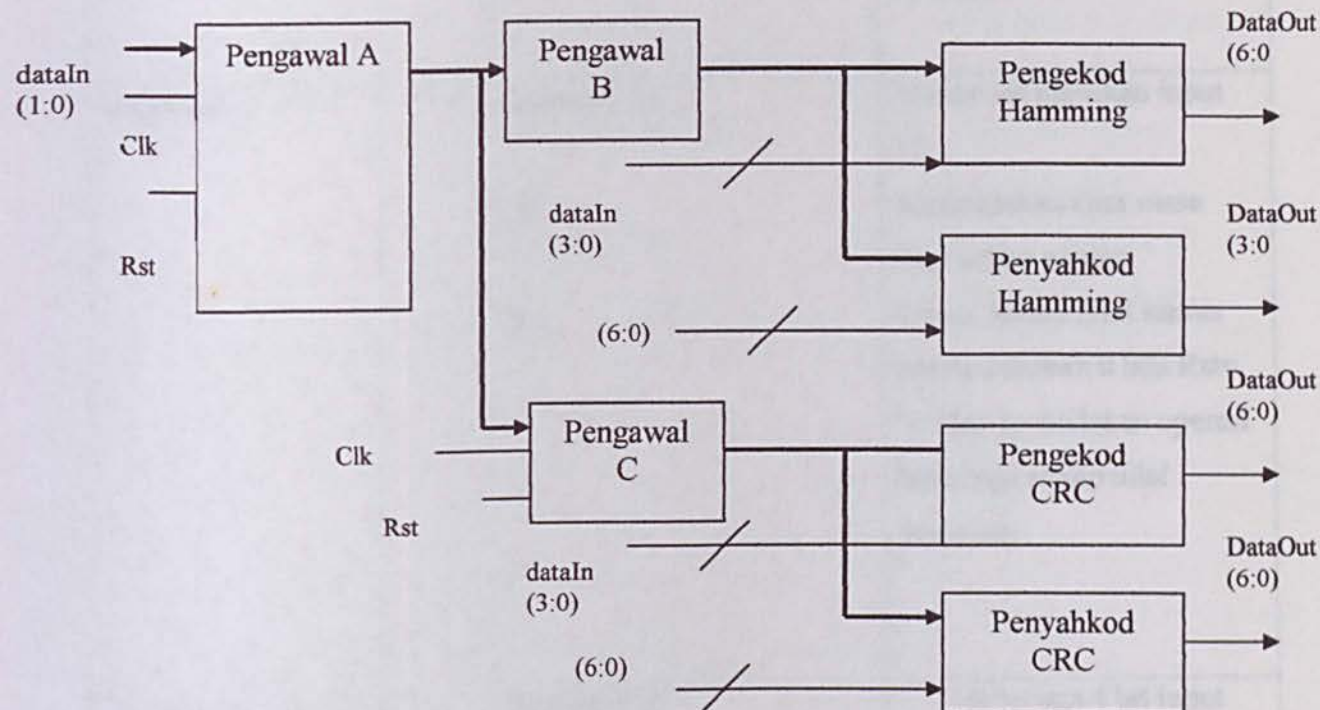 Pengawal A
dataIn
(1:0)
Clk
Rst
Pengawal
B
dataIn
(3:0)
(6:0)
Pengekod
Hamming
DataOut
(6:0
Penyahkod
Hamming
DataOut
(3:0
Clk
Rst
Pengawal
C
dataIn
(3:0)
(6:0)
Pengekod
CRC
DataOut
(6:0)
Penyahkod
CRC
DataOut
(6:0)